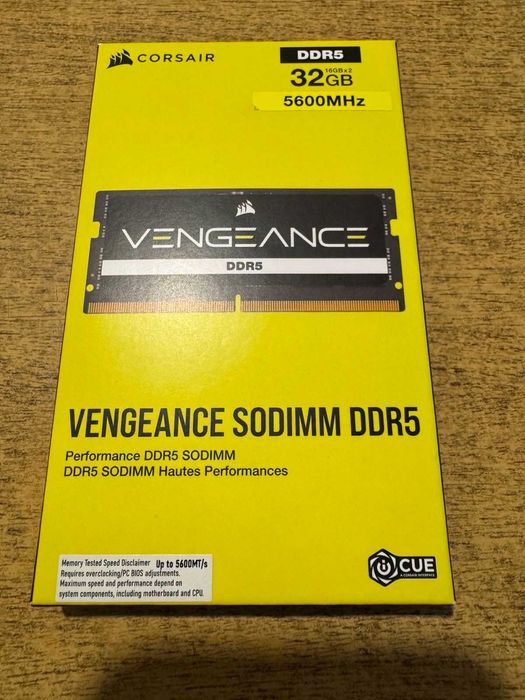 CORSAIR
DDR5
16GBx2
32GB
5600MHz
VENGEANCE
DDR5
VENGEANCE SODIMM DDR5
Performance DDR5 SODIMM
DDR5 SODIMM Hautes Performances
Memory Tested Speed Disclaimer Up to 5600MT/s
Requires overclocking/PC BIOS adjustments.
Maximum speed and performance depend on
system components, including motherboard and CPU.
iCUE
A CORSAIR INTERFACE